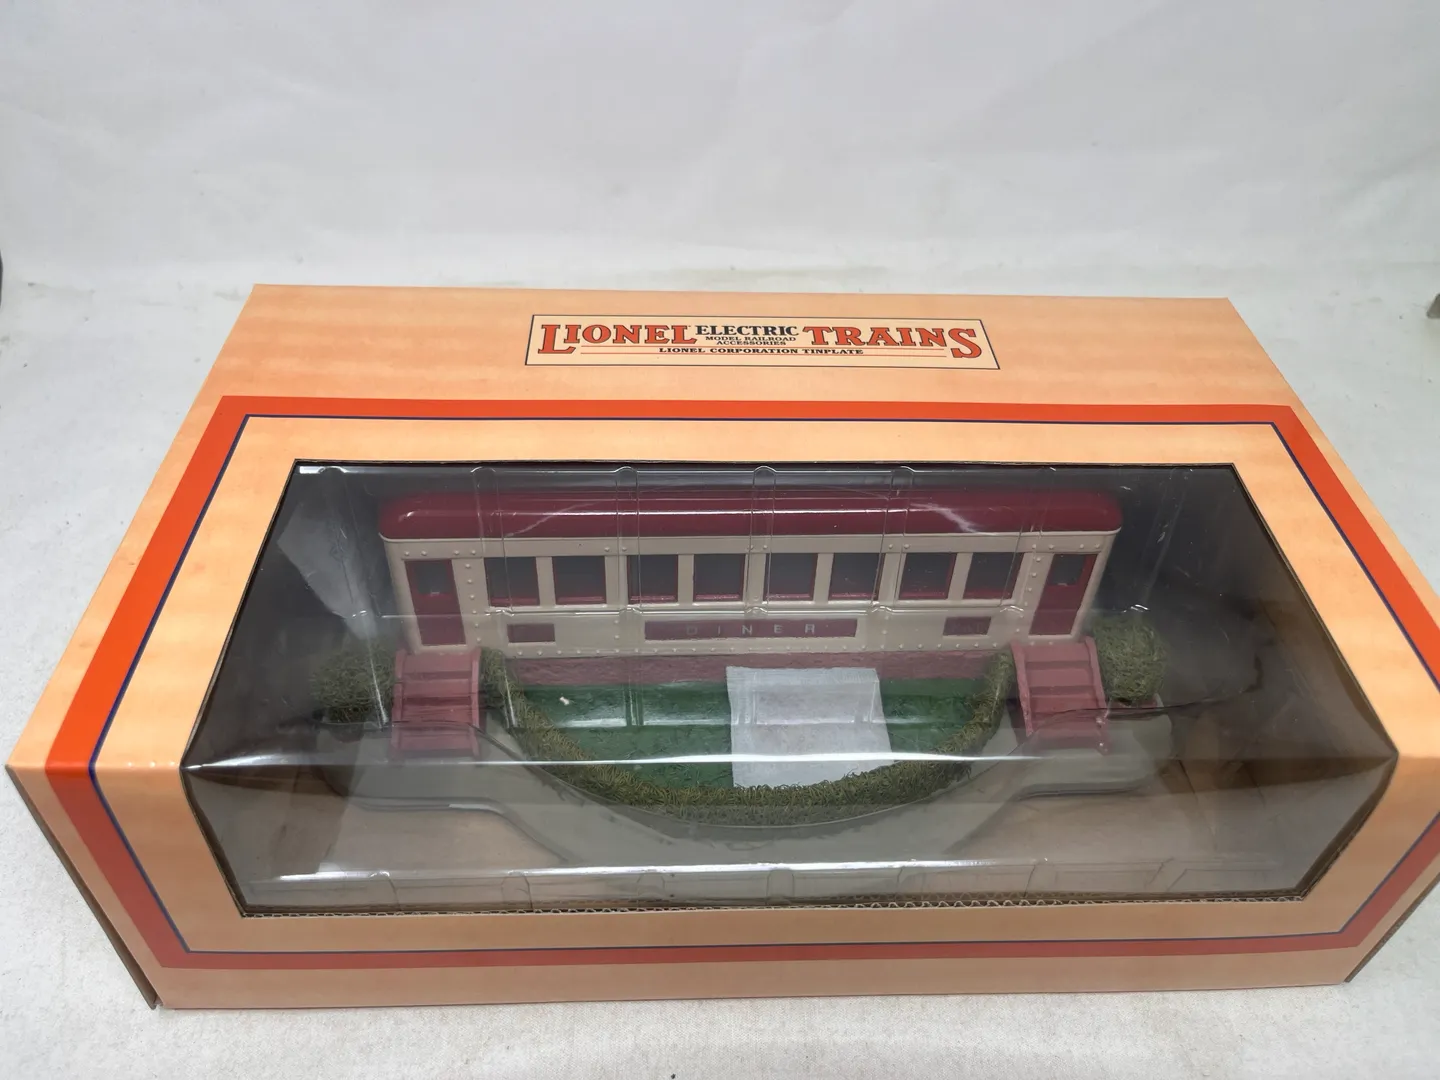 LIONEL ELECTRIC TRAINS
MODEL RAILROAD
ACCESSORIES
LIONEL CORPORATION TINPLATE
DINER